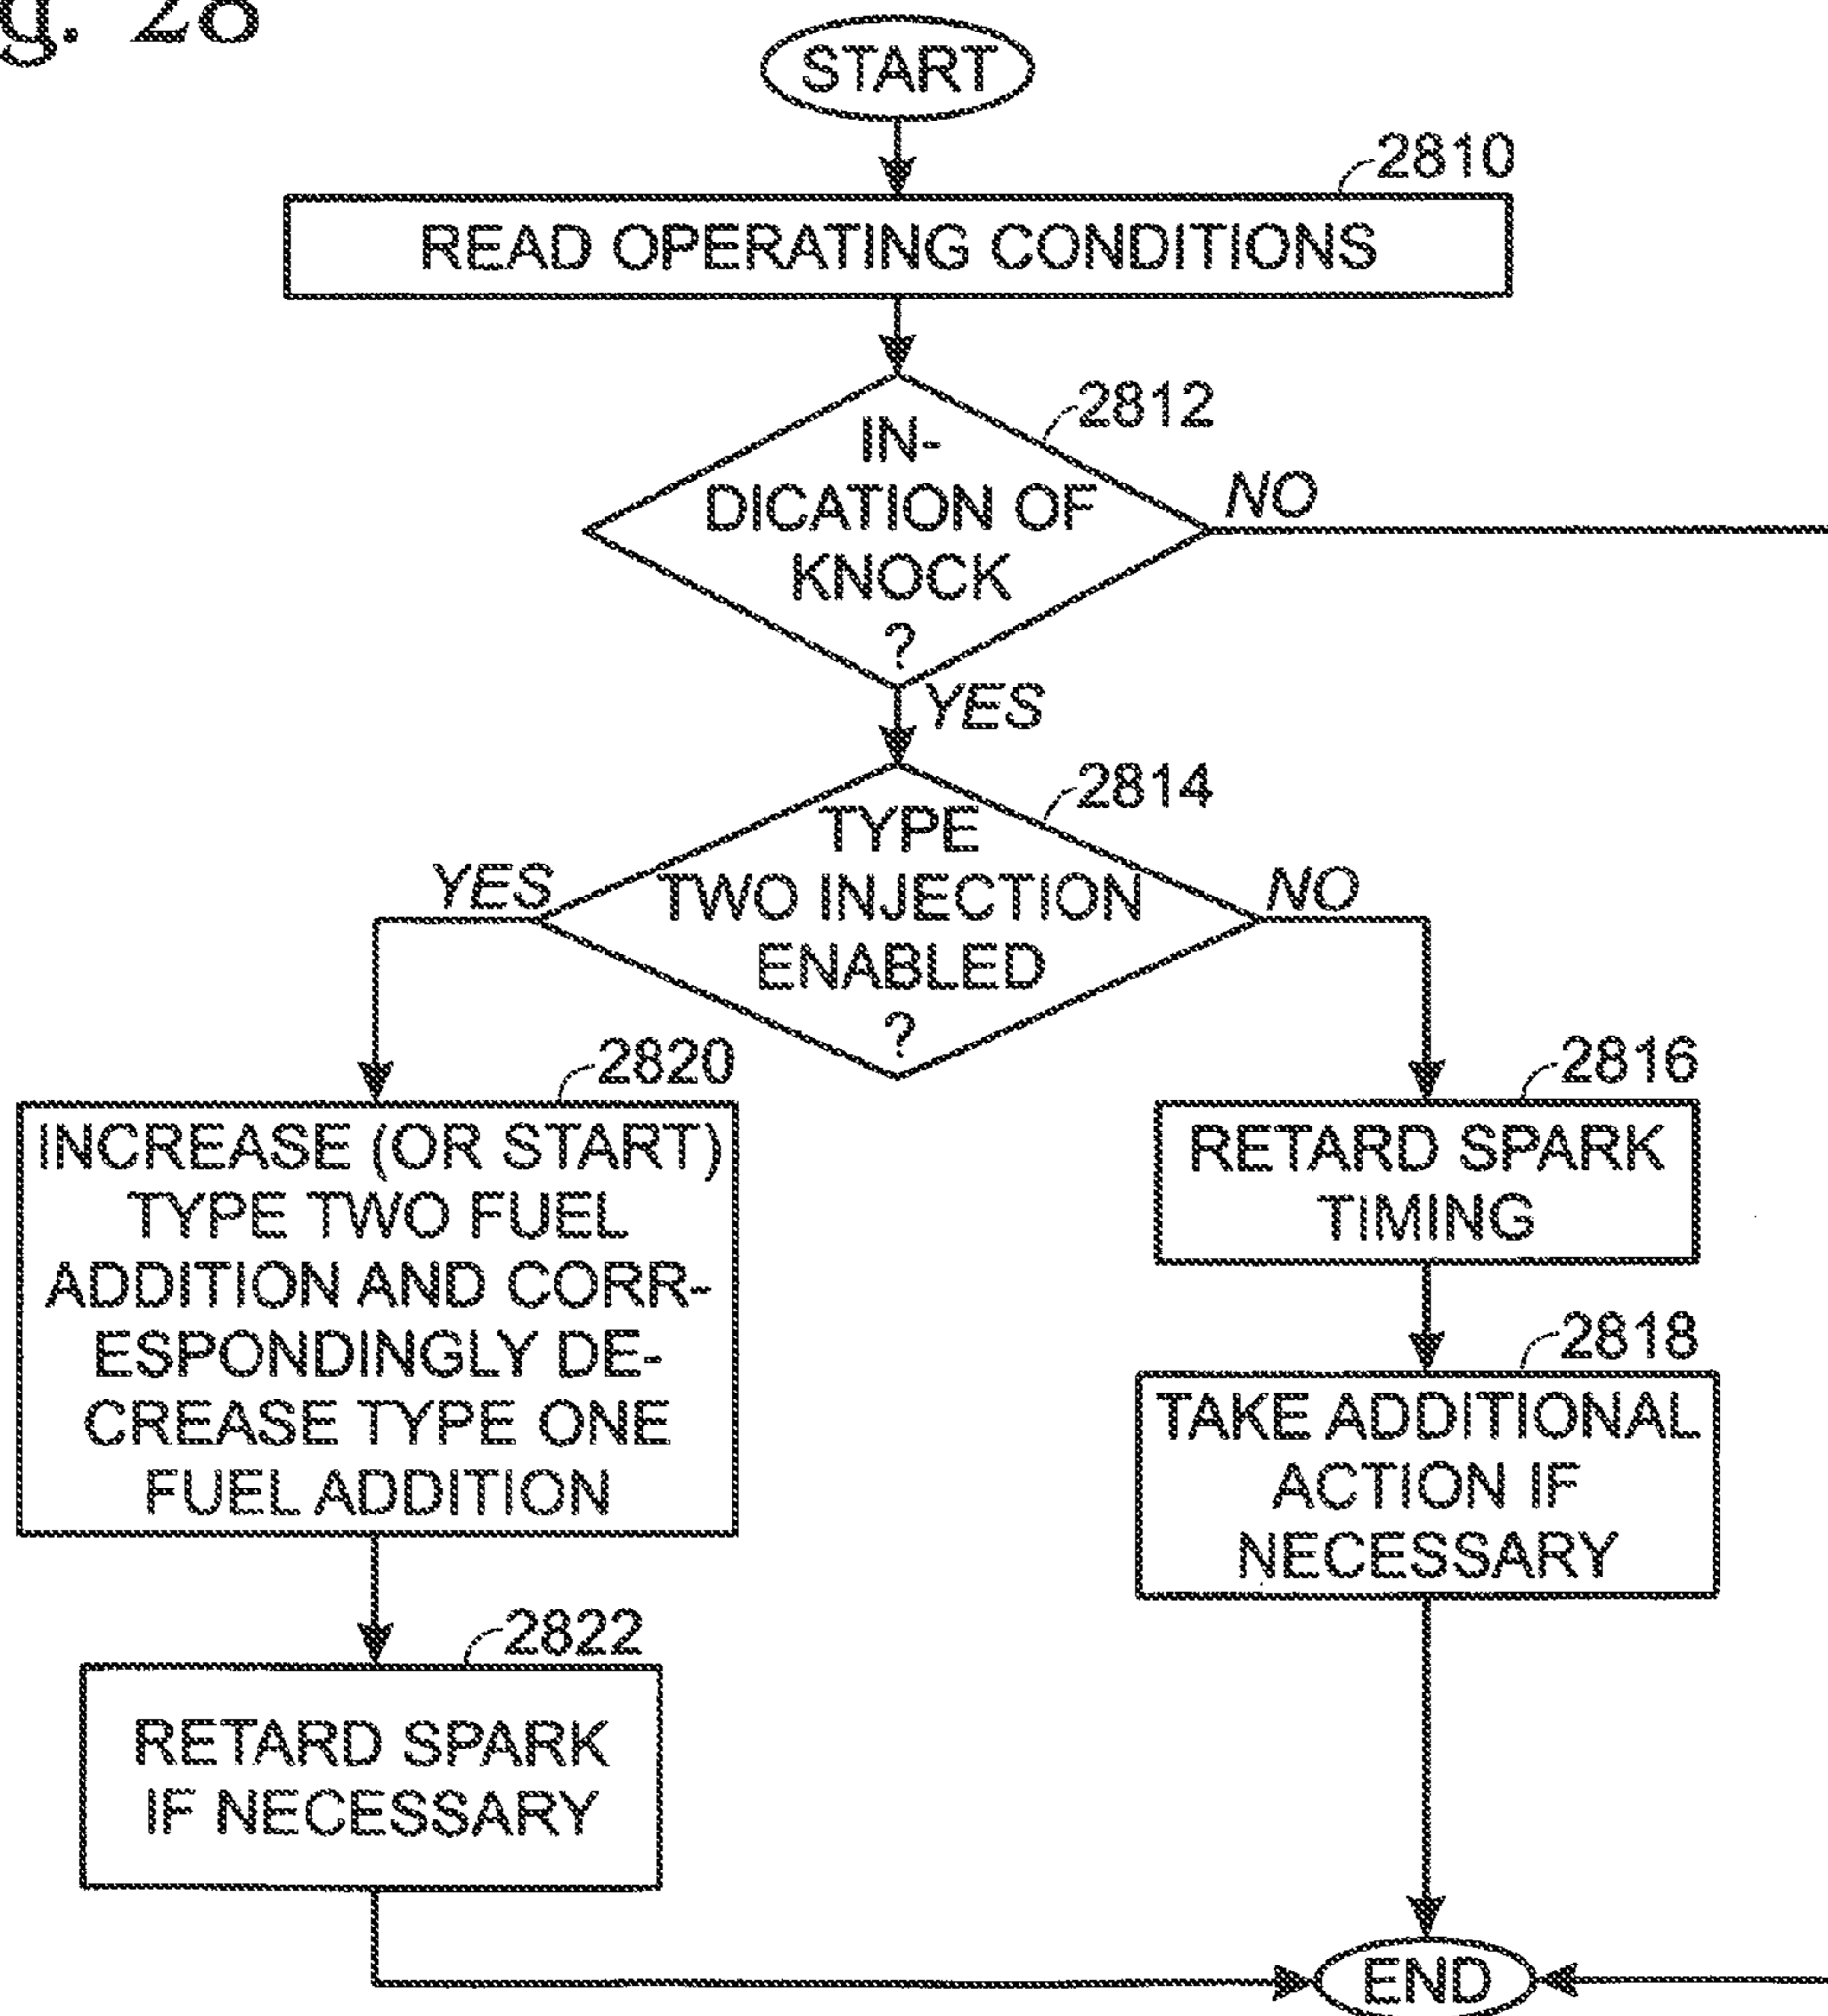 g. 28
START
2810
READ OPERATING CONDITIONS
2812
IN-
DICATION OF
KNOCK
?
NO
YES
2814
TYPE
TWO INJECTION
ENABLED
?
YES
NO
2820
INCREASE (OR START)
TYPE TWO FUEL
ADDITION AND CORR-
ESPONDINGLY DE-
CREASE TYPE ONE
FUEL ADDITION
2816
RETARD SPARK
TIMING
2818
TAKE ADDITIONAL
ACTION IF
NECESSARY
2822
RETARD SPARK
IF NECESSARY
END